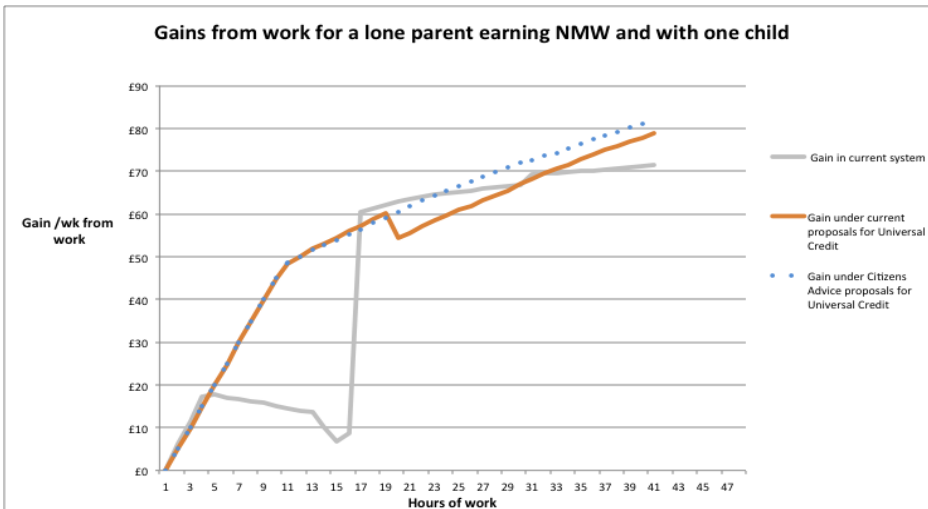 Gains from work for a lone parent earning NMW and with one child
£90
£80
£70
£60
£50
£40
£30
£20
£10
£0
Gain /wk from
work
1 3 5 7 9 11 13 15 17 19 21 23 25 27 29 31 33 35 37 39 41 43 45 47
Hours of work
Gain in current system
Gain under current
proposals for Universal
Credit
Gain under Citizens
Advice proposals for
Universal Credit